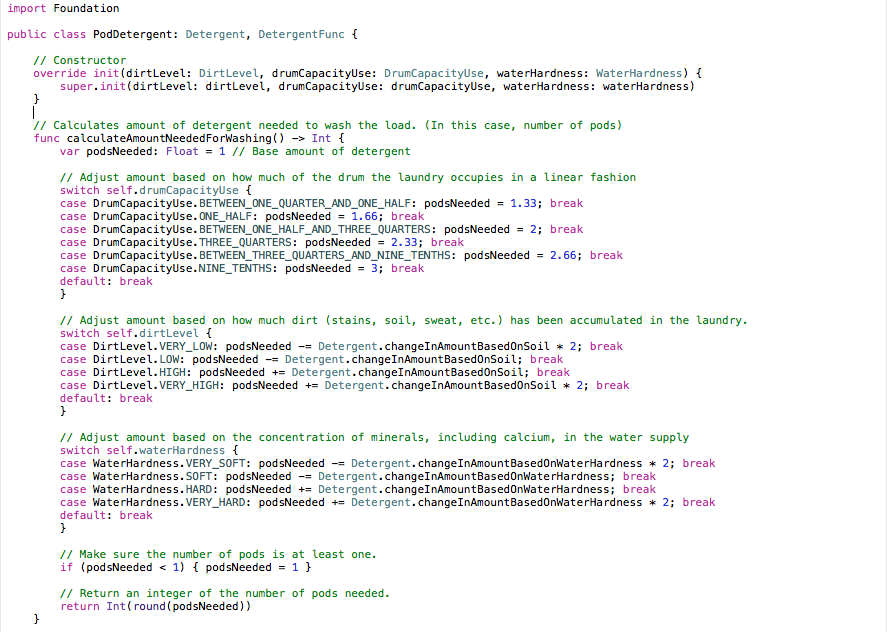 import Foundation
public class PodDetergent: Detergent, DetergentFunc {
// Constructor
override init(dirtLevel: DirtLevel, drumCapacityUse: DrumCapacityUse, waterHardness: WaterHardness) {
super.init(dirtLevel: dirtLevel, drumCapacityUse: drumCapacityUse, waterHardness: waterHardness)
}
// Calculates amount of detergent needed to wash the load. (In this case, number of pods)
func calculateAmountNeededForWashing() -> Int {
var podsNeeded: Float = 1 // Base amount of detergent
// Adjust amount based on how much of the drum the laundry occupies in a linear fashion
switch self.drumCapacityUse {
case DrumCapacityUse.BETWEEN_ONE_QUARTER_AND_ONE_HALF: podsNeeded = 1.33; break
case DrumCapacityUse.ONE_HALF: podsNeeded = 1.66; break
case DrumCapacityUse.BETWEEN_ONE_HALF_AND_THREE_QUARTERS: podsNeeded = 2; break
case DrumCapacityUse.THREE_QUARTERS: podsNeeded = 2.33; break
case DrumCapacityUse.BETWEEN_THREE_QUARTERS_AND_NINE_TENTHS: podsNeeded = 2.66; break
case DrumCapacityUse.NINE_TENTHS: podsNeeded = 3; break
default: break
}
// Adjust amount based on how much dirt (stains, soil, sweat, etc.) has been accumulated in the laundry.
switch self.dirtLevel {
case DirtLevel.VERY_LOW: podsNeeded -= Detergent.changeInAmountBasedOnSoil * 2; break
case DirtLevel.LOW: podsNeeded -= Detergent.changeInAmountBasedOnSoil; break
case DirtLevel.HIGH: podsNeeded += Detergent.changeInAmountBasedOnSoil; break
case DirtLevel.VERY_HIGH: podsNeeded += Detergent.changeInAmountBasedOnSoil * 2; break
default: break
}
// Adjust amount based on the concentration of minerals, including calcium, in the water supply
switch self.waterHardness {
case WaterHardness.VERY_SOFT: podsNeeded -= Detergent.changeInAmountBasedOnWaterHardness * 2; break
case WaterHardness.SOFT: podsNeeded -= Detergent.changeInAmountBasedOnWaterHardness; break
case WaterHardness.HARD: podsNeeded += Detergent.changeInAmountBasedOnWaterHardness; break
case WaterHardness.VERY_HARD: podsNeeded += Detergent.changeInAmountBasedOnWaterHardness * 2; break
default: break
}
// Make sure the number of pods is at least one.
if (podsNeeded < 1) { podsNeeded = 1 }
// Return an integer of the number of pods needed.
return Int(round(podsNeeded))
}